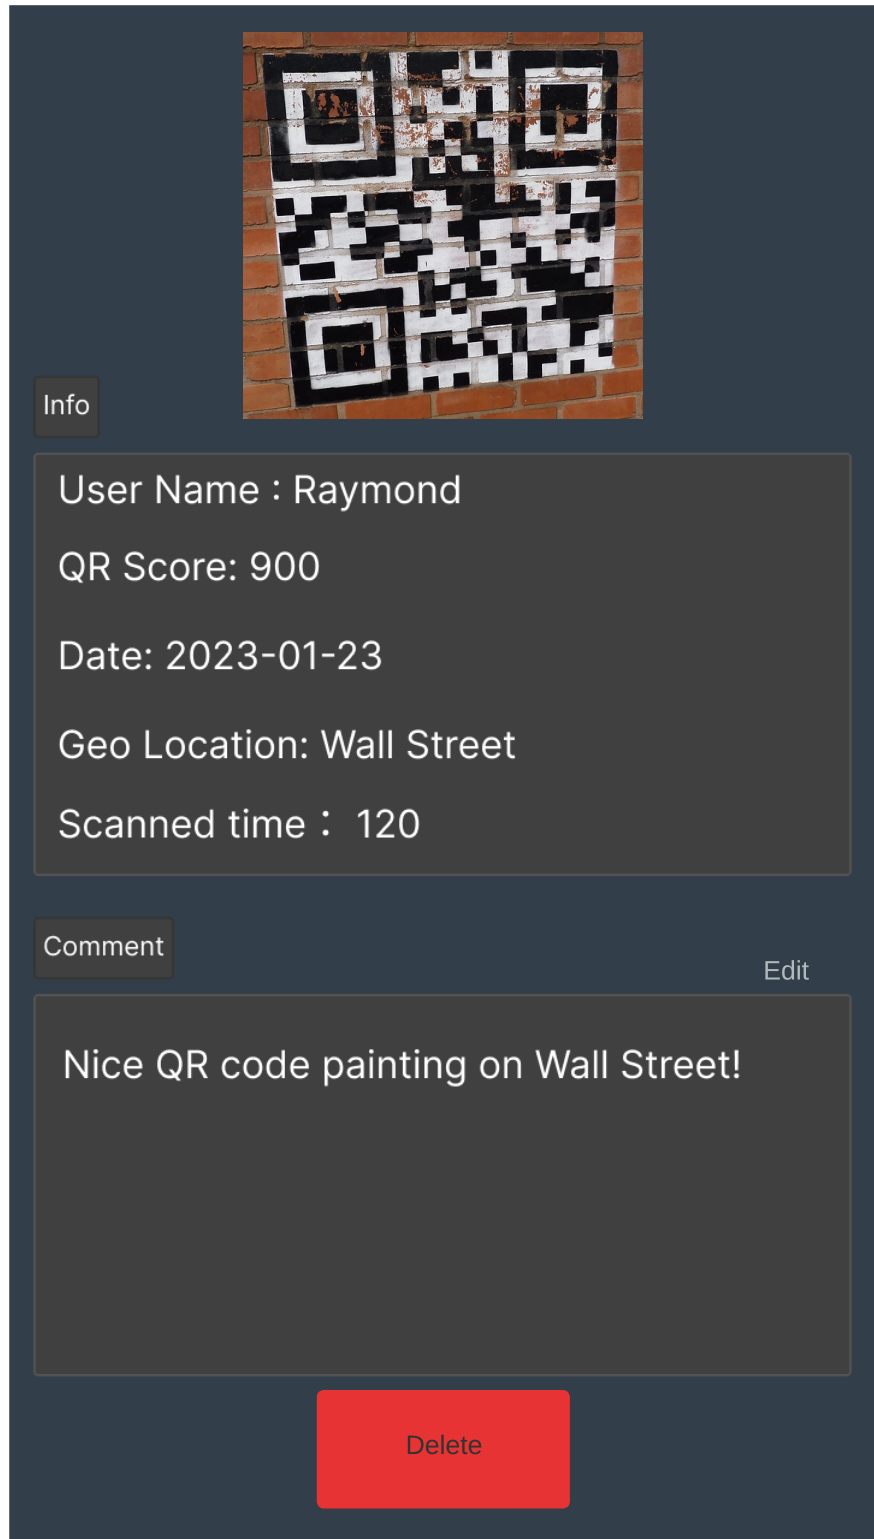 Info
User Name : Raymond
QR Score: 900
Date: 2023-01-23
Geo Location: Wall Street
Scanned time： 120
Comment
Edit
Nice QR code painting on Wall Street!
Delete